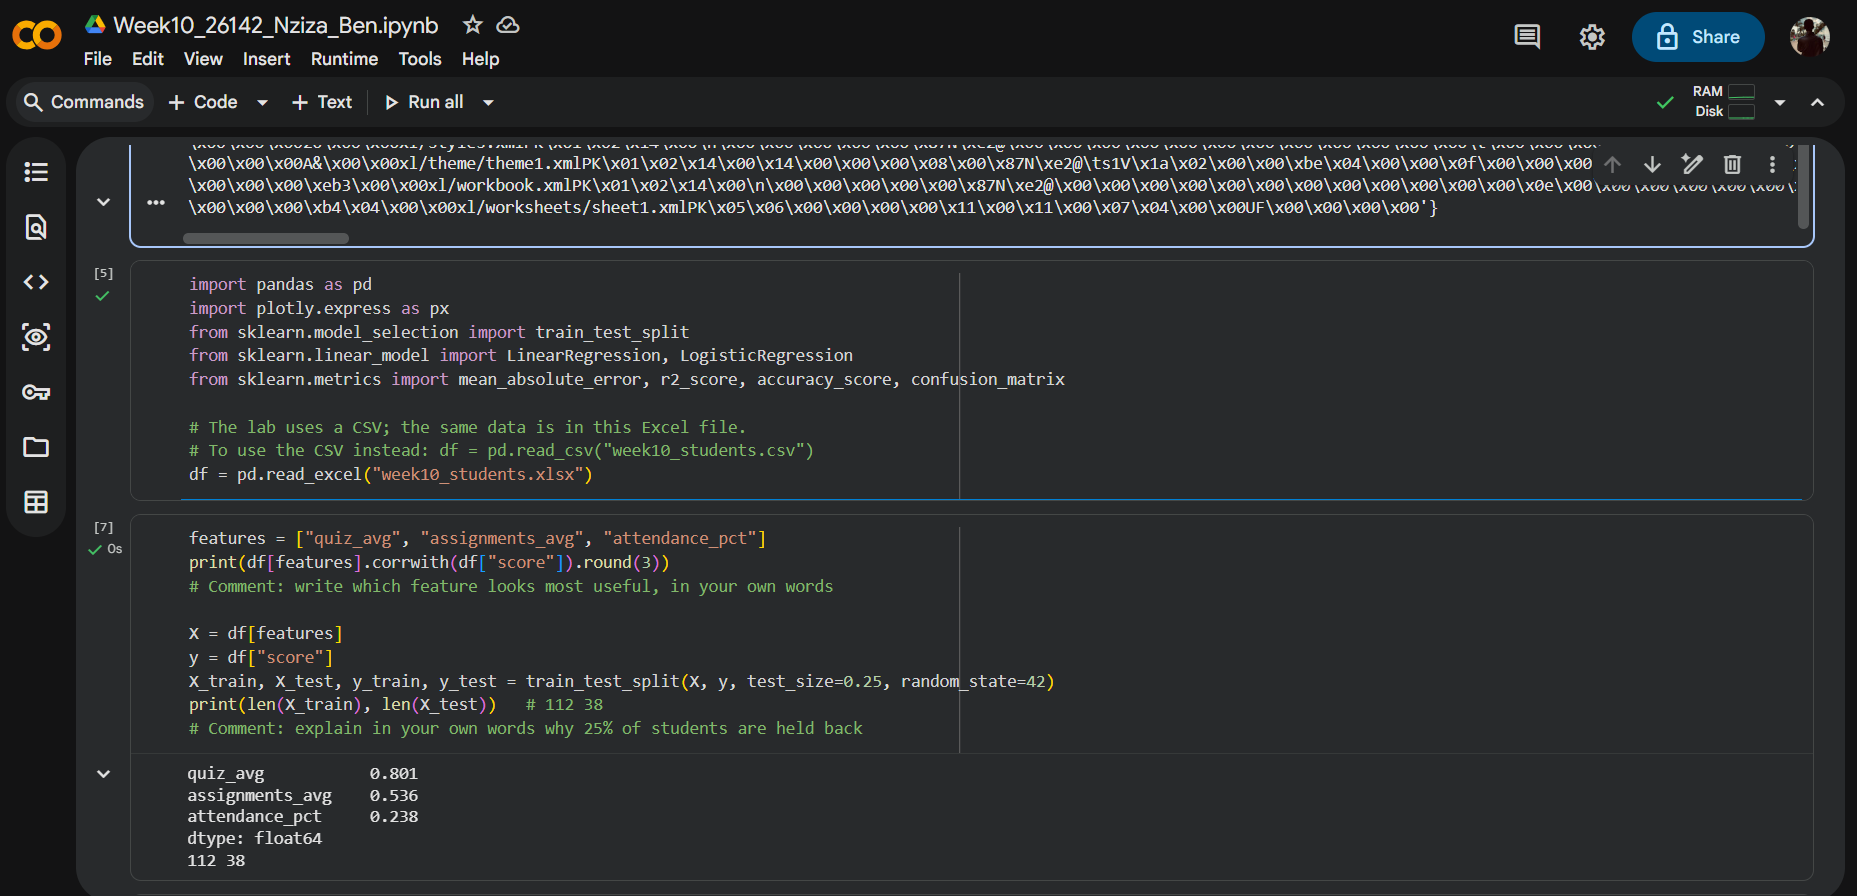 Week10_26142_Nziza_Ben.ipynb
File Edit View Insert Runtime Tools Help
Share
Commands + Code + Text Run all
RAM
Disk
\x00\x00\x00A&\x00\x00xl/theme/theme1.xmlPK\x01\x02\x14\x00\x14\x00\x00\x00\x08\x00\x87N\xe2@\ts1V\x1a\x02\x00\x00\xbe\x04\x00\x00\x0f\x00\x00\x00
\x00\x00\x00\xeb3\x00\x00xl/workbook.xmlPK\x01\x02\x14\x00\n\x00\x00\x00\x00\x00\x87N\xe2@\x00\x00\x00\x00\x00\x00\x00\x00\x00\x00\x00\x00\x0e\x00\x00\x00\x00\x00\x00\x00
\x00\x00\x00\xb4\x04\x00\x00xl/worksheets/sheet1.xmlPK\x05\x06\x00\x00\x00\x00\x11\x00\x11\x00\x07\x04\x00\x00UF\x00\x00\x00\x00'}
[5]
import pandas as pd
import plotly.express as px
from sklearn.model_selection import train_test_split
from sklearn.linear_model import LinearRegression, LogisticRegression
from sklearn.metrics import mean_absolute_error, r2_score, accuracy_score, confusion_matrix
# The lab uses a CSV; the same data is in this Excel file.
# To use the CSV instead: df = pd.read_csv("week10_students.csv")
df = pd.read_excel("week10_students.xlsx")
[7]
0s
features = ["quiz_avg", "assignments_avg", "attendance_pct"]
print(df[features].corrwith(df["score"]).round(3))
# Comment: write which feature looks most useful, in your own words
X = df[features]
y = df["score"]
X_train, X_test, y_train, y_test = train_test_split(X, y, test_size=0.25, random_state=42)
print(len(X_train), len(X_test)) # 112 38
# Comment: explain in your own words why 25% of students are held back
quiz_avg 0.801
assignments_avg 0.536
attendance_pct 0.238
dtype: float64
112 38